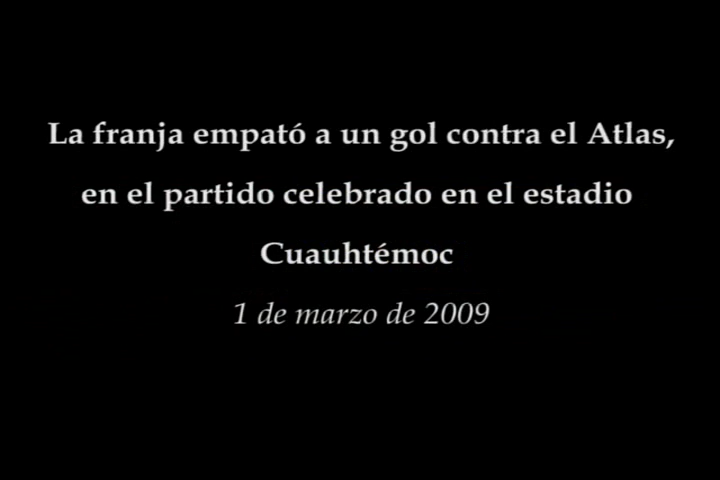 La franja empató a un gol contra el Atlas,
en el partido celebrado en el estadio
Cuauhtémoc
1 de marzo de 2009